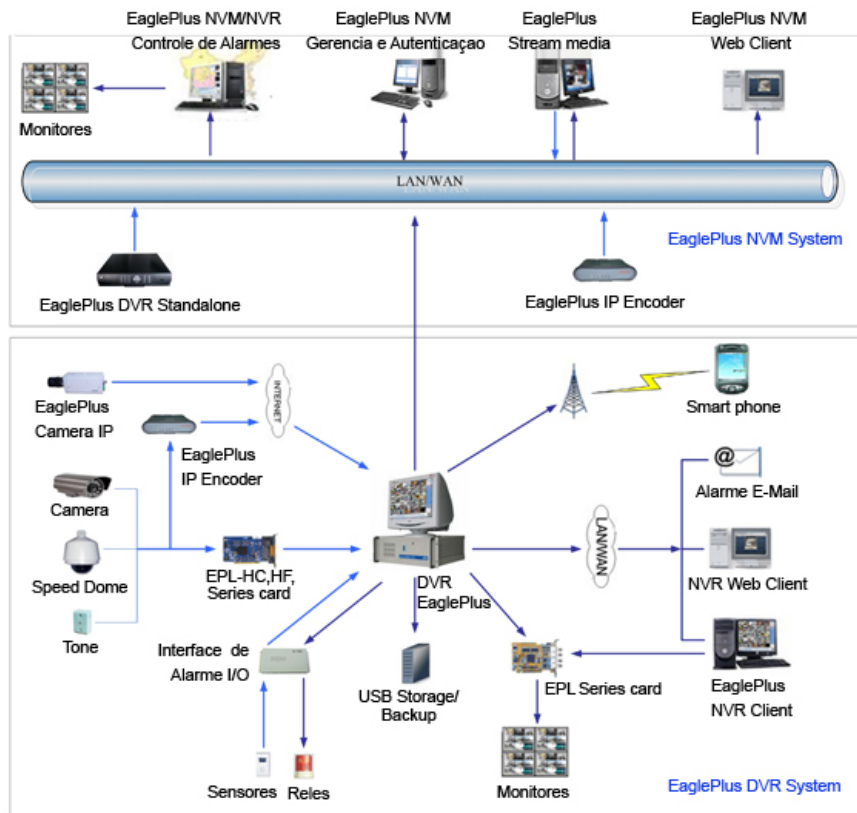 EaglePlus NVM/NVR
Controle de Alarmes
EaglePlus NVM
Gerencia e Autenticaçao
EaglePlus
Stream media
EaglePlus NVM
Web Client
Monitores
LAN/WAN
EaglePlus NVM System
EaglePlus DVR Standalone
EaglePlus IP Encoder
EaglePlus
Camera IP
INTERNET
Smart phone
EaglePlus
IP Encoder
Camera
Alarme E-Mail
LAN/WAN
Speed Dome
EPL-HC,HF,
Series card
DVR
EaglePlus
NVR Web Client
Tone
Interface de
Alarme I/O
USB Storage/
Backup
EPL Series card
EaglePlus
NVR Client
Sensores
Reles
Monitores
EaglePlus DVR System